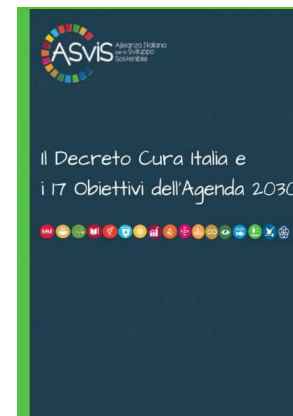 ASviS
Alleanza Italiana
per lo Sviluppo
Sostenibile
Il Decreto Cura Italia e
i 17 Obiettivi dell'Agenda 2030